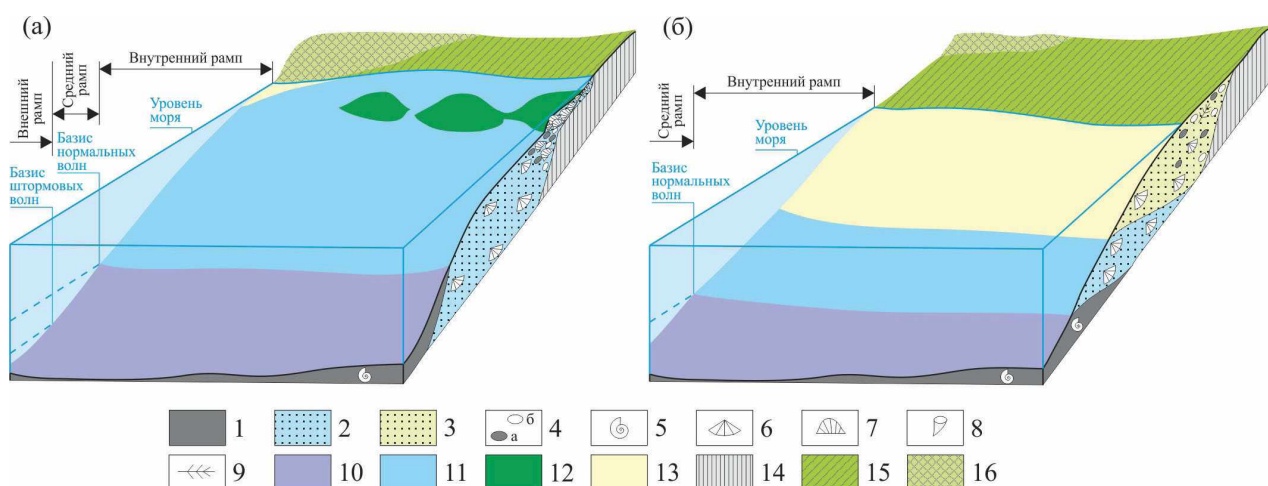 (а)
Внутренний рамп
Внешний
рамп
Средний
рамп
Уровень
моря
Базис
нормальных
волн
Базис
штормовых
волн
(б)
Внутренний рамп
Средний
рамп
Уровень
моря
Базис
нормальных
волн
1
2
3
б
а
4
5
6
7
8
9
10
11
12
13
14
15
16